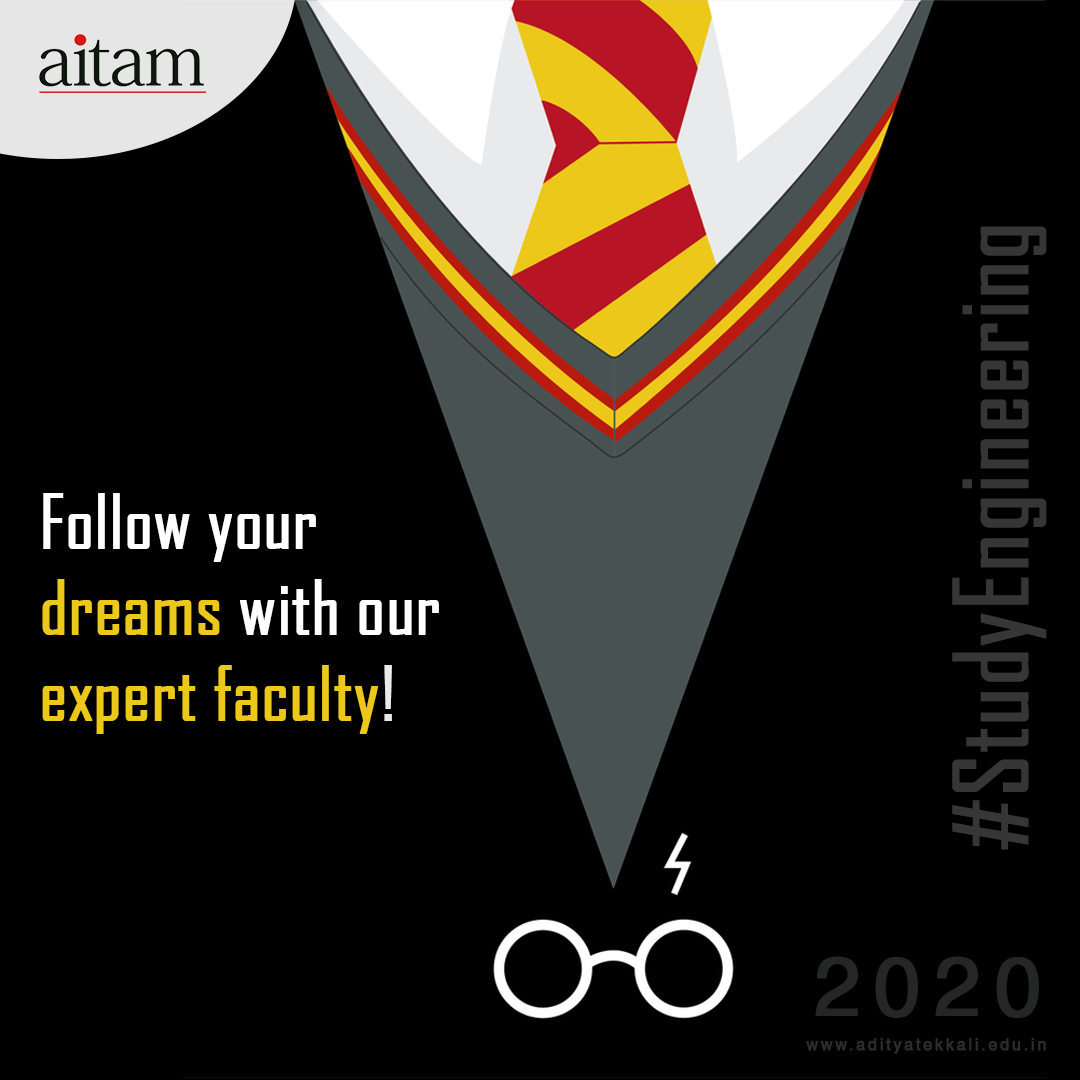 aitam
Follow your
dreams with our
expert faculty!
#StudyEngineering
2020
www.adityatekkali.edu.in